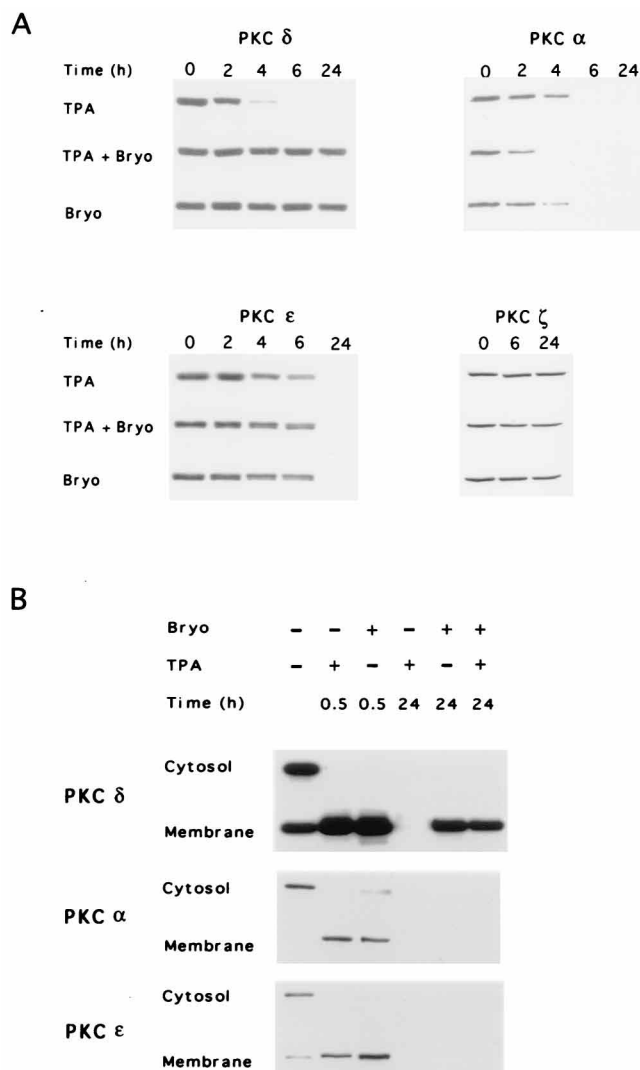 A
PKC δ
Time (h) 0 2 4 6 24
TPA
TPA + Bryo
Bryo
PKC α
0 2 4 6 24
PKC ε
Time (h) 0 2 4 6 24
TPA
TPA + Bryo
Bryo
PKC ζ
0 6 24
B
Bryo – – + – + +
TPA – + – + – +
Time (h) 0.5 0.5 24 24 24
PKC δ
Cytosol
Membrane
PKC α
Cytosol
Membrane
PKC ε
Cytosol
Membrane